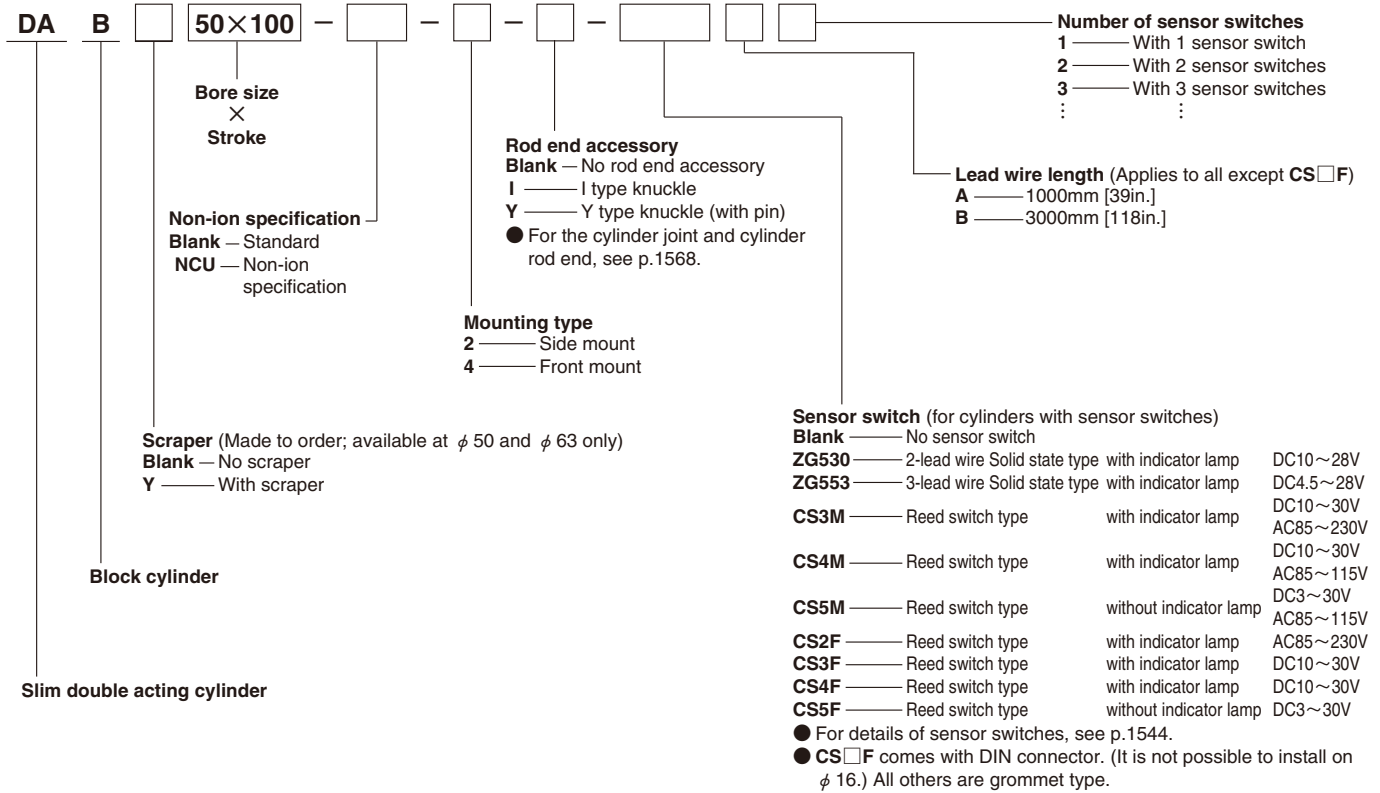 DA B □ 50×100 － □ － □ － □ － □ □ □
Number of sensor switches
1 With 1 sensor switch
2 With 2 sensor switches
3 With 3 sensor switches
⋮ ⋮
Bore size
×
Stroke
Rod end accessory
Blank No rod end accessory
I I type knuckle
Y Y type knuckle (with pin)
● For the cylinder joint and cylinder
rod end, see p.1568.
Lead wire length (Applies to all except CS□F)
A 1000mm [39in.]
B 3000mm [118in.]
Non-ion specification
Blank Standard
NCU Non-ion
specification
Mounting type
2 Side mount
4 Front mount
Scraper (Made to order; available at φ 50 and φ 63 only)
Blank No scraper
Y With scraper
Sensor switch (for cylinders with sensor switches)
Blank No sensor switch
ZG530 2-lead wire Solid state type with indicator lamp DC10～28V
ZG553 3-lead wire Solid state type with indicator lamp DC4.5～28V
CS3M Reed switch type with indicator lamp DC10～30V
AC85～230V
CS4M Reed switch type with indicator lamp DC10～30V
AC85～115V
CS5M Reed switch type without indicator lamp DC3～30V
AC85～115V
CS2F Reed switch type with indicator lamp AC85～230V
CS3F Reed switch type with indicator lamp DC10～30V
CS4F Reed switch type with indicator lamp DC10～30V
CS5F Reed switch type without indicator lamp DC3～30V
● For details of sensor switches, see p.1544.
● CS□F comes with DIN connector. (It is not possible to install on
φ 16.) All others are grommet type.
Block cylinder
Slim double acting cylinder